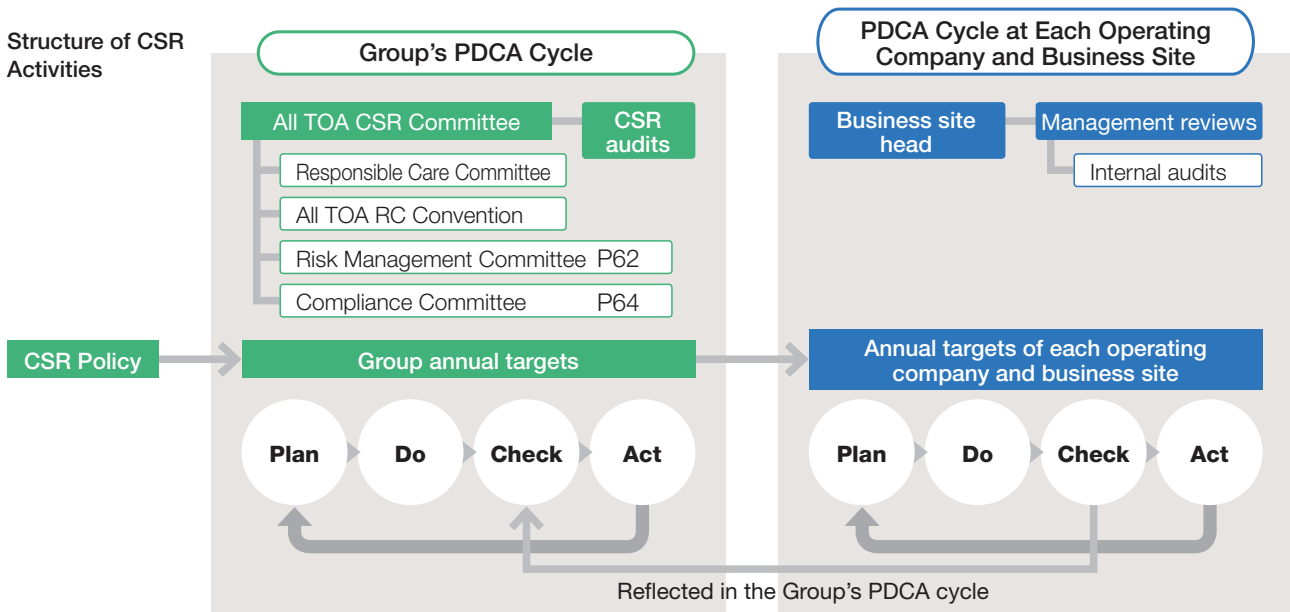 Structure of CSR
Activities
Group's PDCA Cycle
All TOA CSR Committee
CSR
audits
Responsible Care Committee
All TOA RC Convention
Risk Management Committee P62
Compliance Committee P64
PDCA Cycle at Each Operating
Company and Business Site
Business site
head
Management reviews
Internal audits
CSR Policy
Group annual targets
Annual targets of each operating
company and business site
Plan
Do
Check
Act
Plan
Do
Check
Act
Reflected in the Group's PDCA cycle